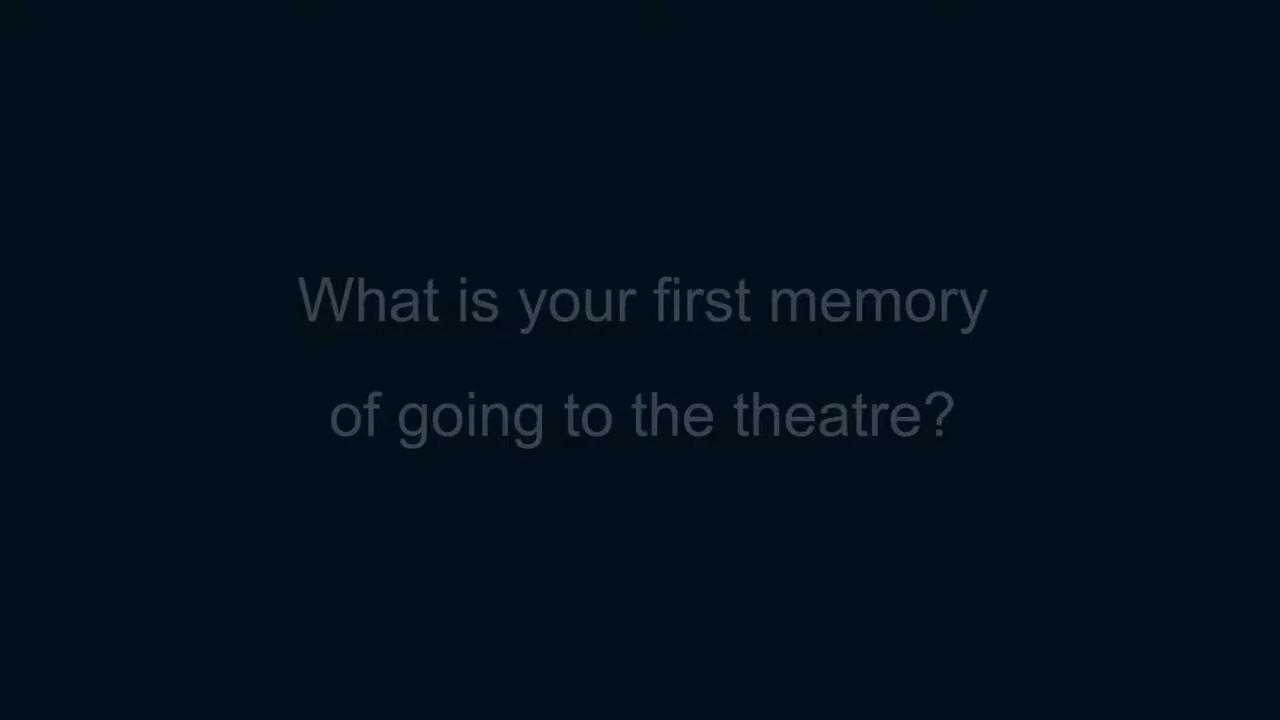 What is your first memory
of going to the theatre?